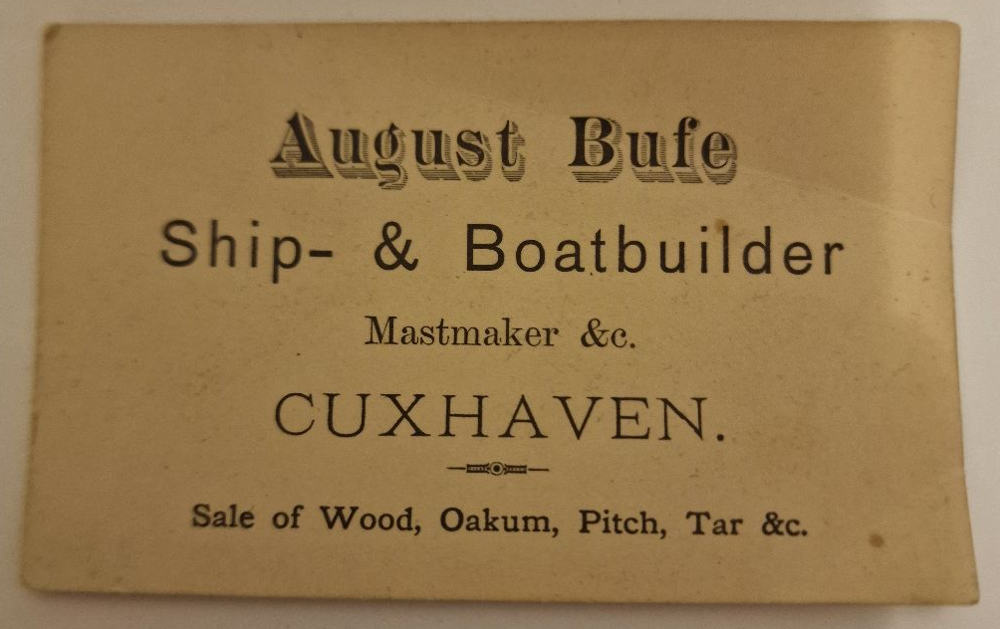 August Bufe
Ship- & Boatbuilder
Mastmaker &c.
CUXHAVEN.
Sale of Wood, Oakum, Pitch, Tar &c.